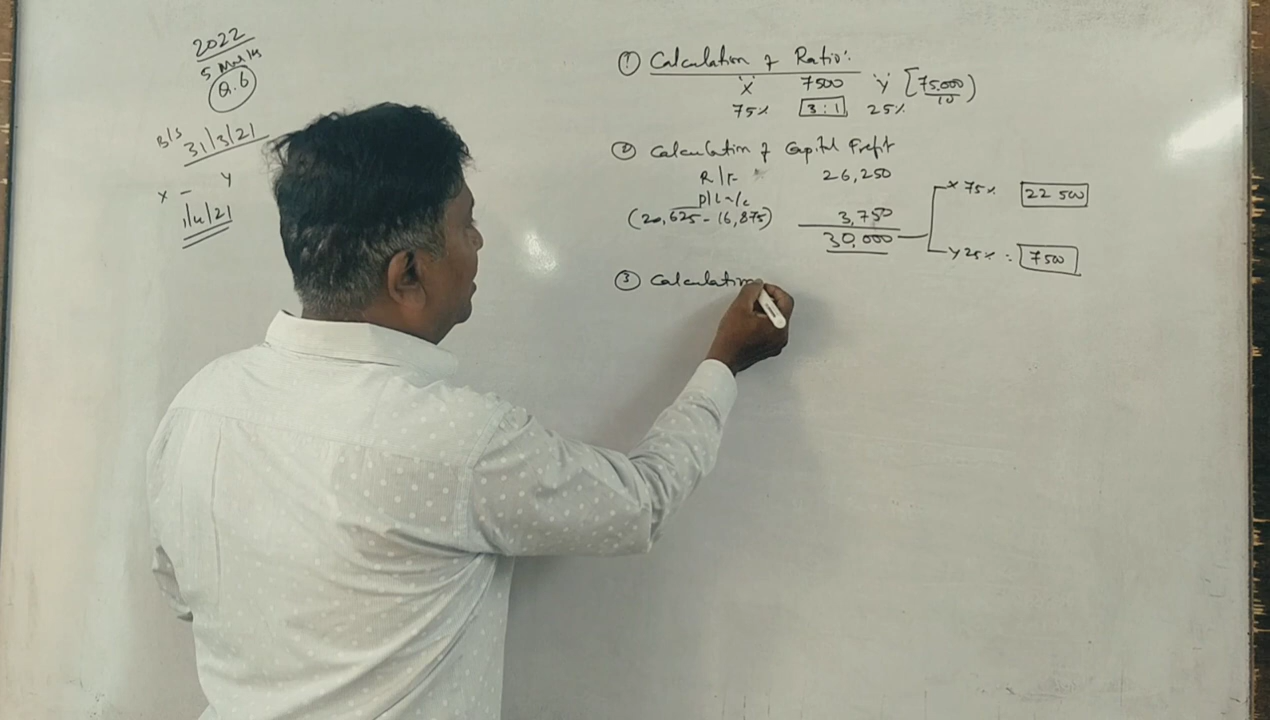 2022
5 Marks
Q.6
B/S 31/3/21
X – Y
1/4/21
① Calculation of Ratio:
X 7500 Y [75,000/10)
75% 3:1 25%
② Calculation of Capital Profit
R/F 26,250
P/L A/c
(20,625 - 16,875) 3,750
30,000
X 75% 22 500
Y 25% : 7500
③ Calculation